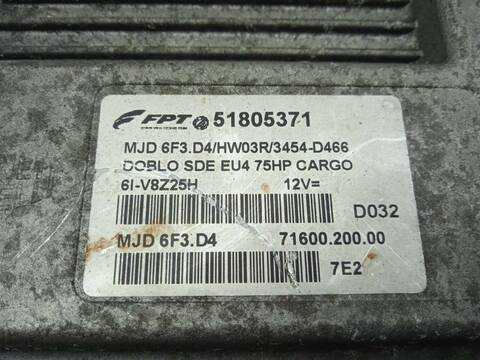 FPT 51805371
MJD 6F3.D4/HW03R/3454-D466
DOBLO SDE EU4 75HP CARGO
6I-V8Z25H 12V=
D032
MJD 6F3.D4 71600.200.00
7E2